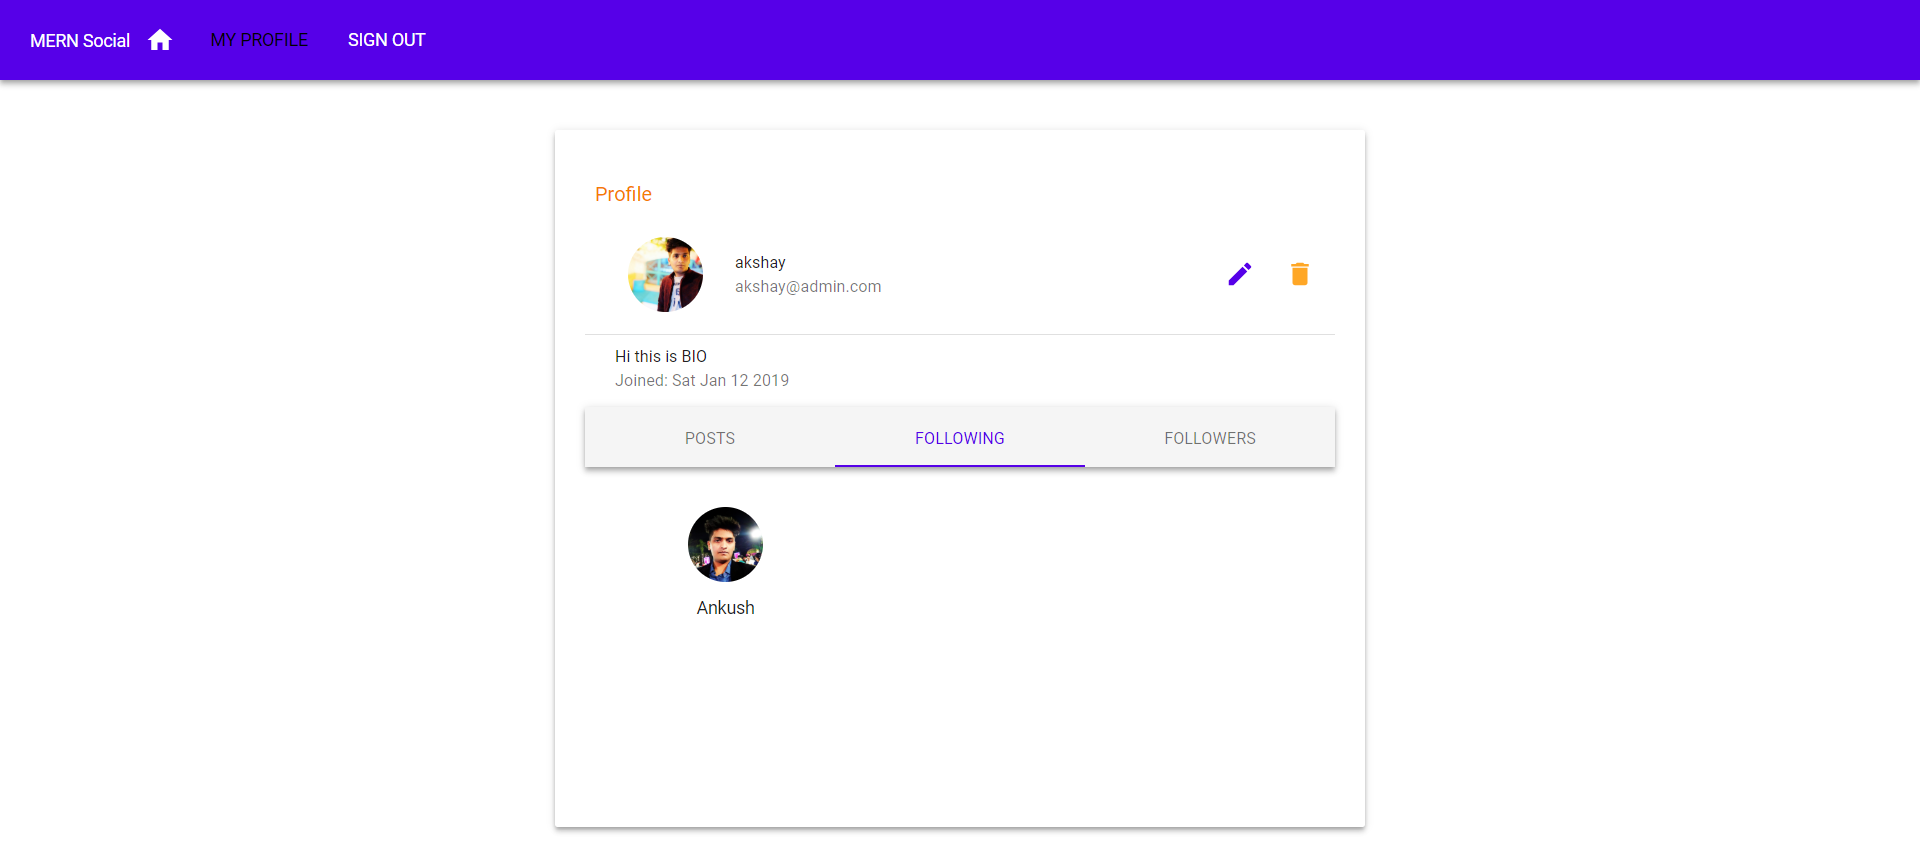 MERN Social MY PROFILE SIGN OUT
Profile
akshay
akshay@admin.com
Hi this is BIO
Joined: Sat Jan 12 2019
POSTS FOLLOWING FOLLOWERS
Ankush